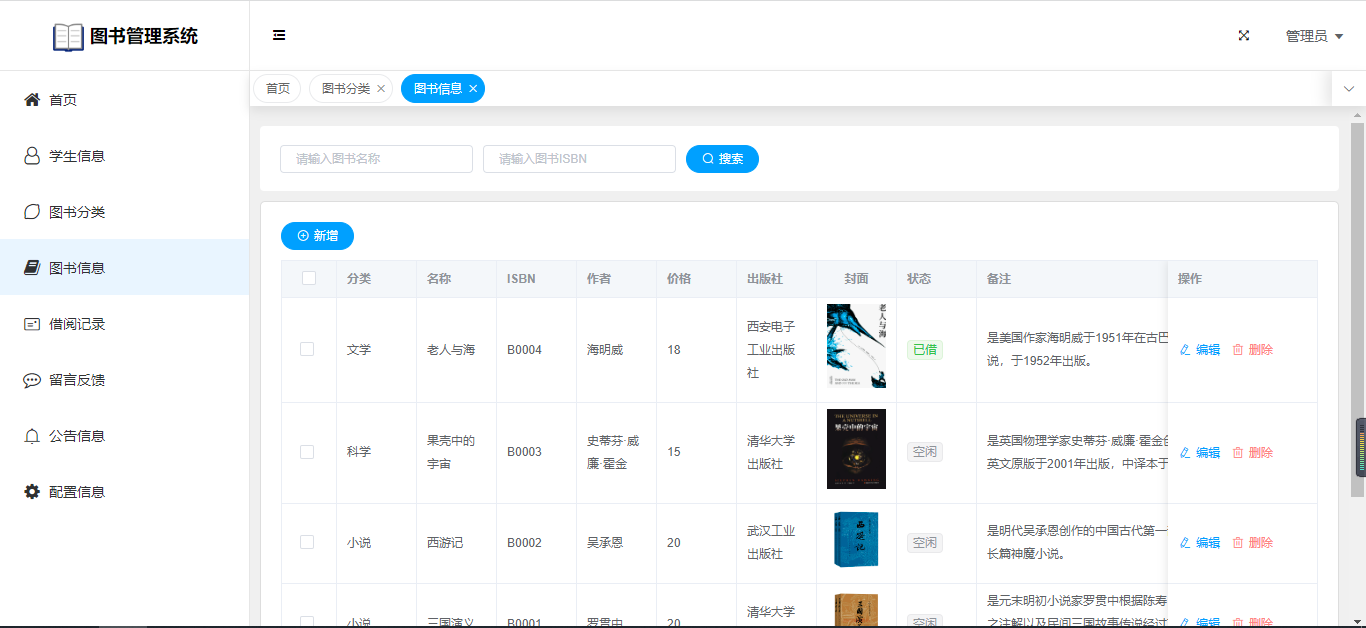 图书管理系统
管理员
首页
图书分类
图书信息
首页
学生信息
图书分类
图书信息
借阅记录
留言反馈
公告信息
配置信息
请输入图书名称
请输入图书ISBN
搜索
新增
分类 名称 ISBN 作者 价格 出版社 封面 状态 备注 操作
文学 老人与海 B0004 海明威 18
西安电子
工业出版
社
老人与海
已借
是美国作家海明威于1951年在古巴
说，于1952年出版。
编辑 删除
科学
果壳中的
宇宙
B0003
史蒂芬·威
廉·霍金
15
清华大学
出版社
THE UNIVERSE IN
A NUTSHELL
果壳中的宇宙
空闲
是英国物理学家史蒂芬·威廉·霍金创
英文原版于2001年出版，中译本于
编辑 删除
小说 西游记 B0002 吴承恩 20
武汉工业
出版社
西游记
空闲
是明代吴承恩创作的中国古代第一
长篇神魔小说。
编辑 删除
小说 三国演义 B0001 罗贯中 20
清华大学
三国演
空闲
是元末明初小说家罗贯中根据陈寿
之注解以及民间三国故事传说经过
编辑 删除